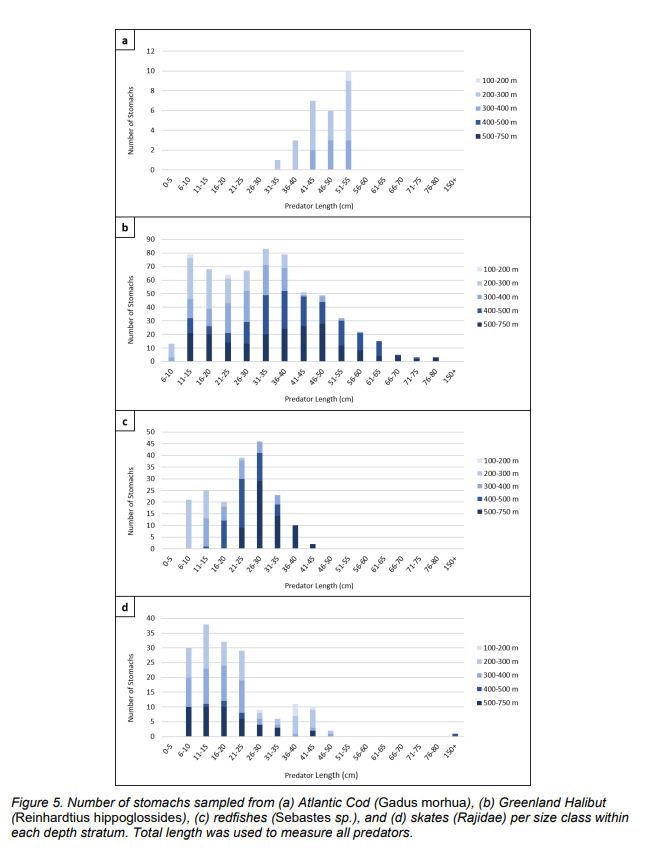 a
12
10
8
6
4
2
0
Number of Stomachs
0-5 6-10 11-15 16-20 21-25 26-30 31-35 36-40 41-45 46-50 51-55 56-60 61-65 66-70 71-75 76-80 150+
Predator Length (cm)
100-200 m
200-300 m
300-400 m
400-500 m
500-750 m
b
90
80
70
60
50
40
30
20
10
0
Number of Stomachs
6-10 11-15 16-20 21-25 26-30 31-35 36-40 41-45 46-50 51-55 56-60 61-65 66-70 71-75 76-80 150+
Predator Length (cm)
100-200 m
200-300 m
300-400 m
400-500 m
500-750 m
c
50
45
40
35
30
25
20
15
10
5
0
Number of Stomachs
0-5 6-10 11-15 16-20 21-25 26-30 31-35 36-40 41-45 46-50 51-55 56-60 61-65 66-70 71-75 76-80 150+
Predator Length (cm)
100-200 m
200-300 m
300-400 m
400-500 m
500-750 m
d
40
35
30
25
20
15
10
5
0
Number of Stomachs
0-5 6-10 11-15 16-20 21-25 26-30 31-35 36-40 41-45 46-50 51-55 56-60 61-65 66-70 71-75 76-80 150+
Predator Length (cm)
100-200 m
200-300 m
300-400 m
400-500 m
500-750 m
Figure 5. Number of stomachs sampled from (a) Atlantic Cod (Gadus morhua), (b) Greenland Halibut
(Reinhardtius hippoglossides), (c) redfishes (Sebastes sp.), and (d) skates (Rajidae) per size class within
each depth stratum. Total length was used to measure all predators.